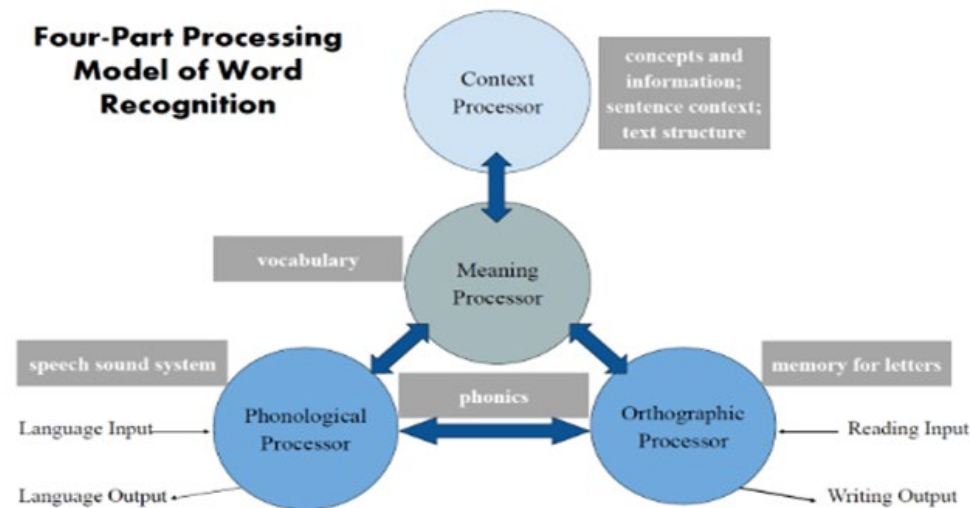 Four-Part Processing
Model of Word
Recognition
Context
Processor
concepts and
information;
sentence context;
text structure
vocabulary
Meaning
Processor
speech sound system
phonics
memory for letters
Phonological
Processor
Orthographic
Processor
Language Input
Reading Input
Language Output
Writing Output